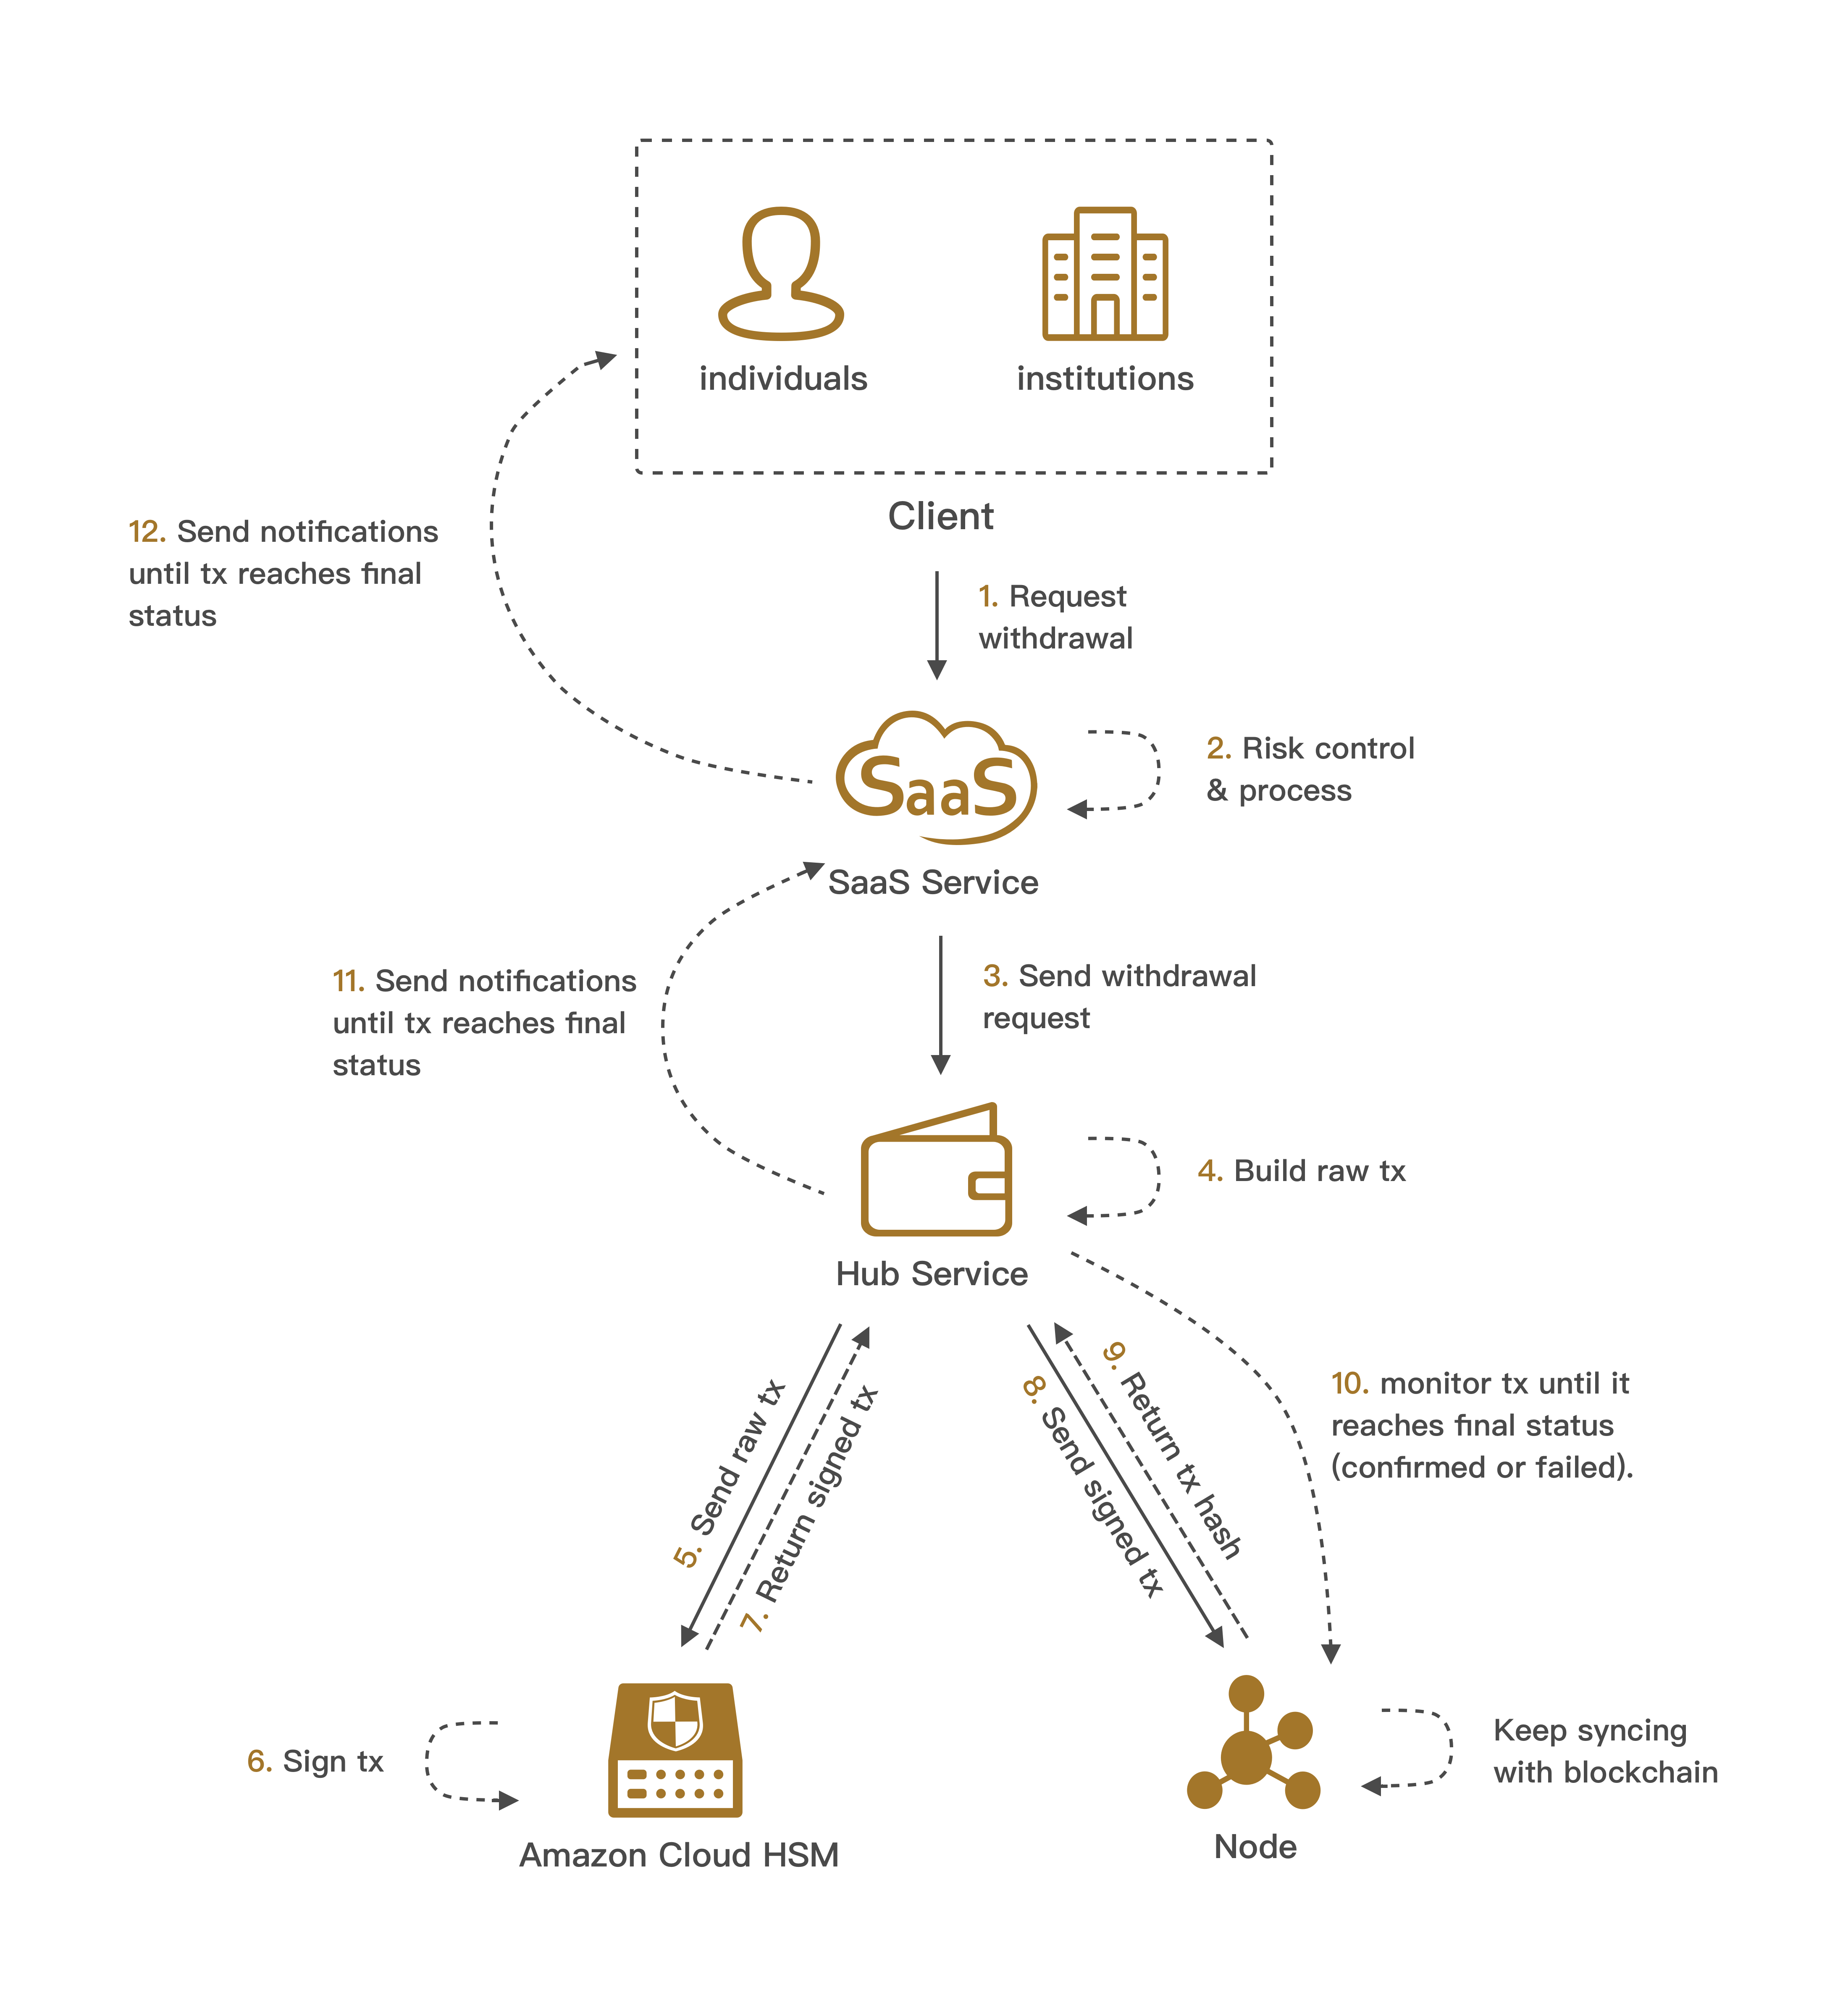 individuals
institutions
Client
12. Send notifications
until tx reaches final
status
1. Request
withdrawal
SaaS
2. Risk control
& process
SaaS Service
11. Send notifications
until tx reaches final
status
3. Send withdrawal
request
4. Build raw tx
Hub Service
5. Send raw tx
7. Return signed tx
8. Send signed tx
9. Return tx hash
10. monitor tx until it
reaches final status
(confirmed or failed).
6. Sign tx
Amazon Cloud HSM
Node
Keep syncing
with blockchain